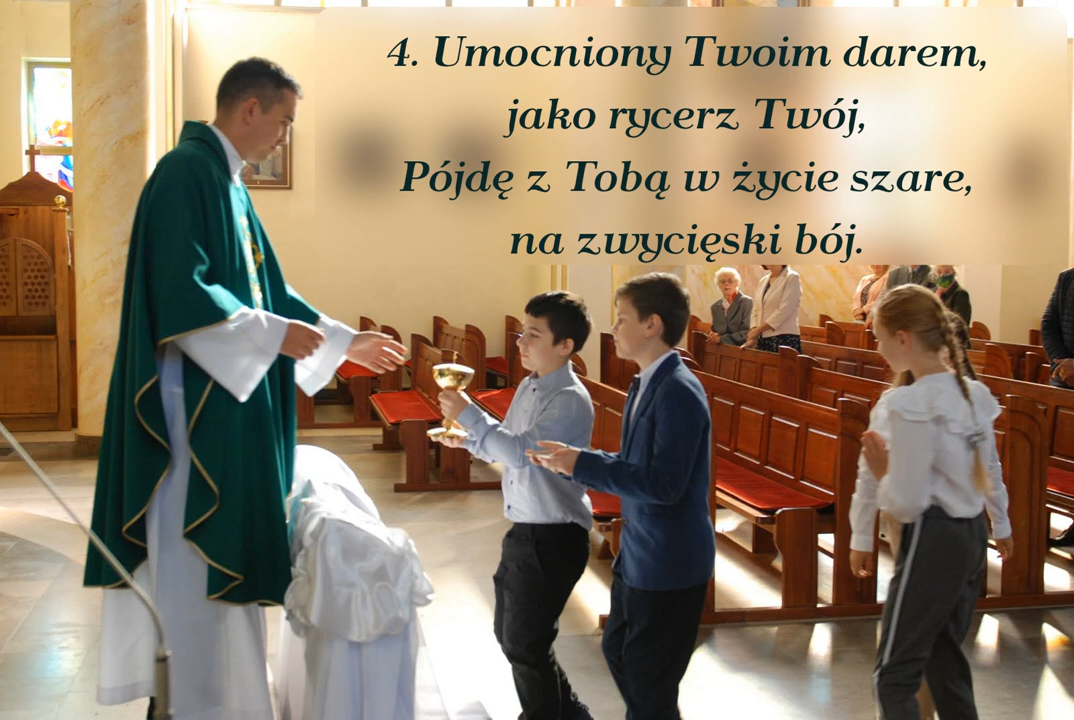 4. Umocniony Twoim darem,
jako rycerz Twój,
Pójdę z Tobą w życie szare,
na zwycięski bój.